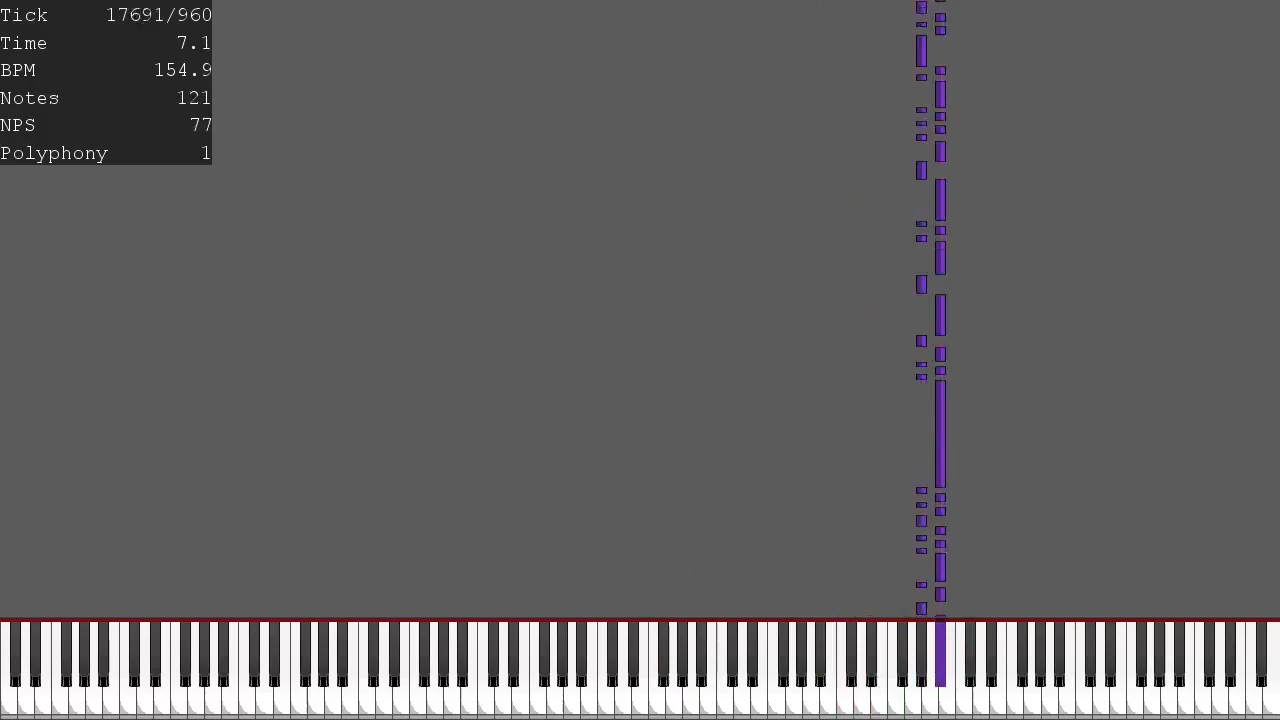 Tick 17691/960
Time 7.1
BPM 154.9
Notes 121
NPS 77
Polyphony 1